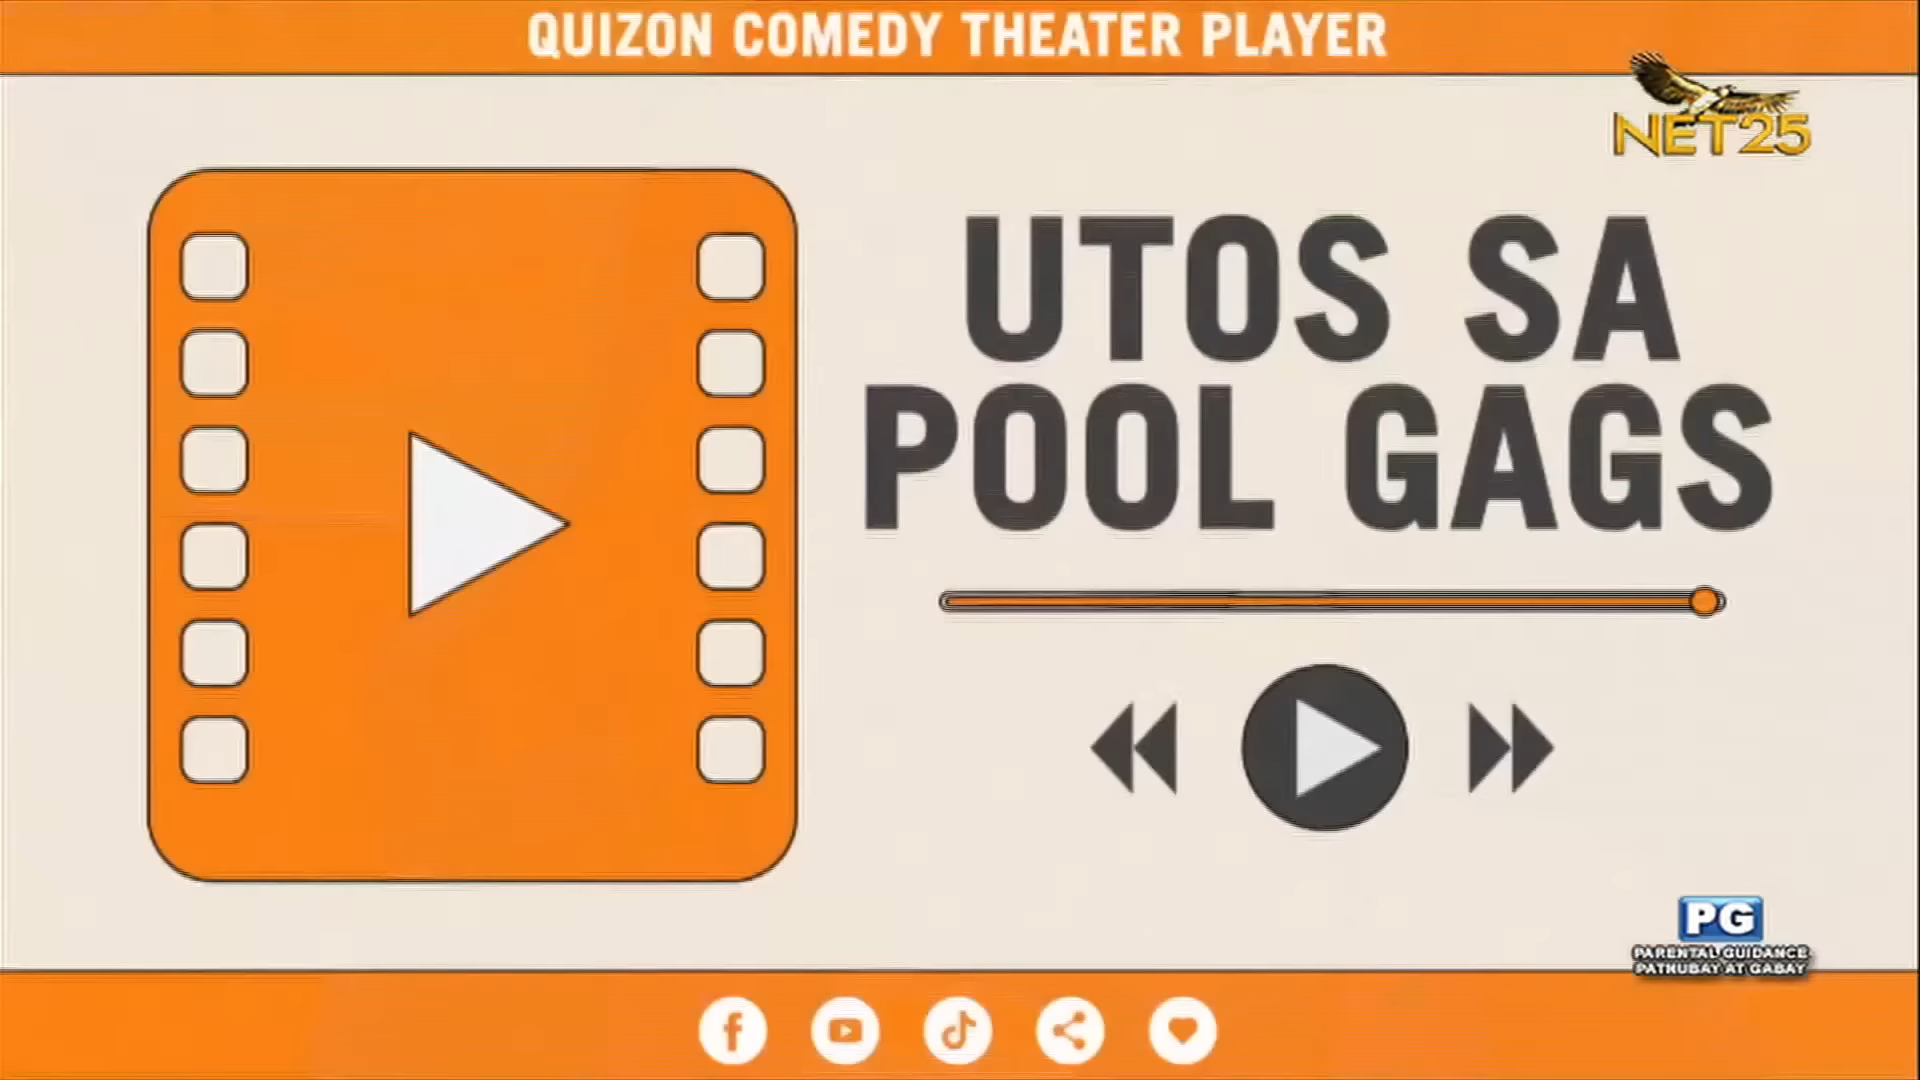 QUIZON COMEDY THEATER PLAYER
NET25
UTOS SA
POOL GAGS
PG
PARENTAL GUIDANCE
PATNUBAY AT GABAY